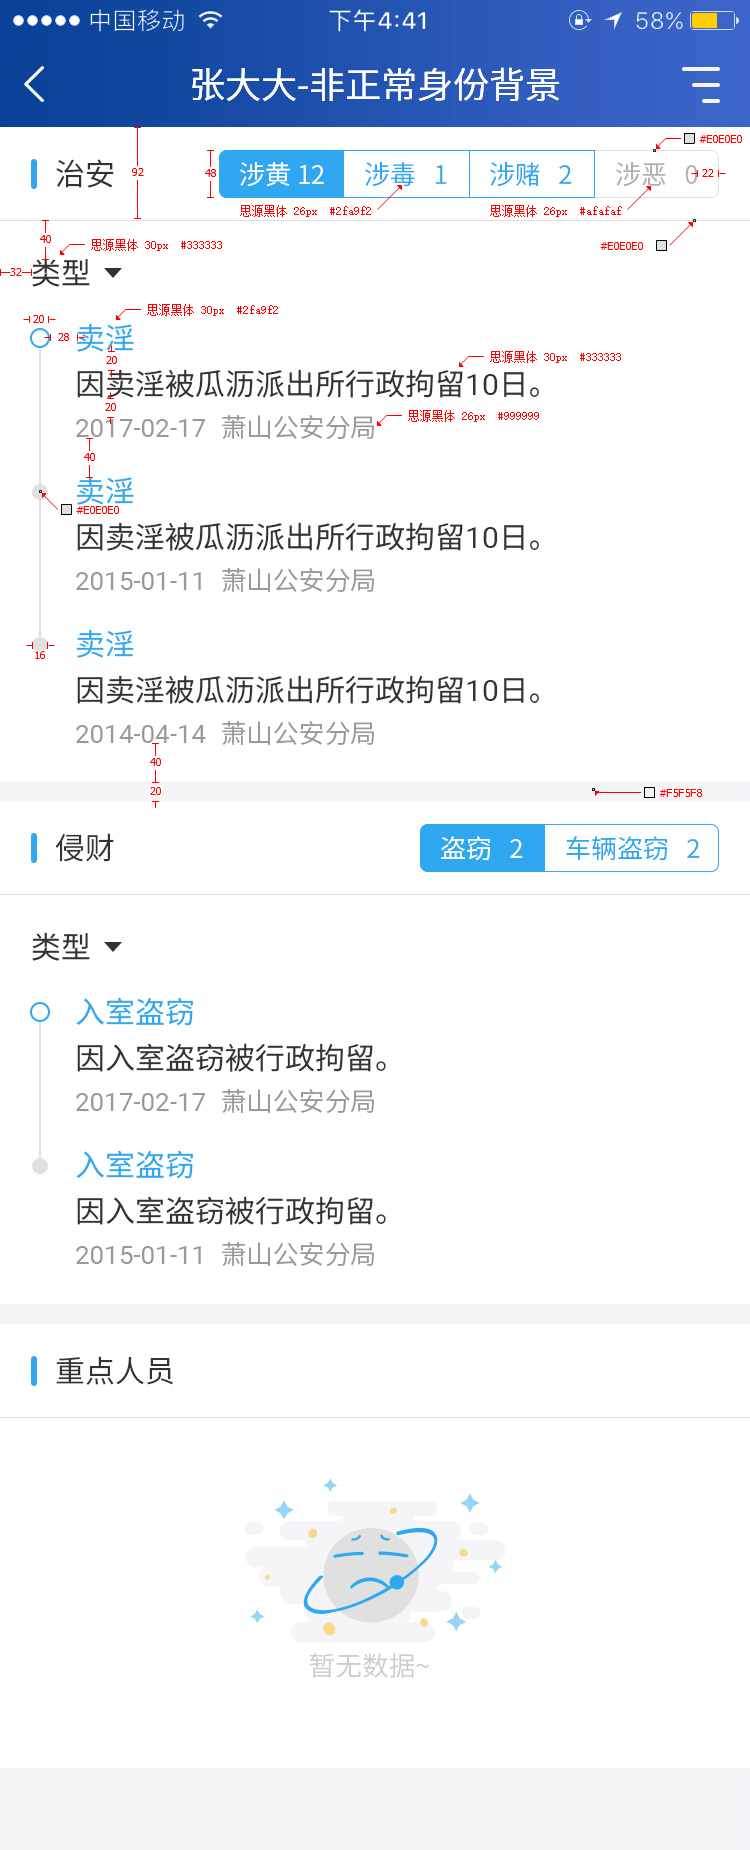 中国移动 下午4:41 58%
张大大-非正常身份背景
#E0E0E0
治安 92 48 涉黄 12 涉毒 1 涉赌 2 涉恶 0 22
思源黑体 26px #2fa9f2 思源黑体 26px #afafaf
40 思源黑体 30px #333333 #E0E0E0
32 类型
20 思源黑体 30px #2fa9f2
28 卖淫
20 思源黑体 30px #333333
因卖淫被瓜沥派出所行政拘留10日。
20 思源黑体 26px #999999
2017-02-17 萧山公安分局
40
卖淫
#E0E0E0
因卖淫被瓜沥派出所行政拘留10日。
2015-01-11 萧山公安分局
卖淫
16
因卖淫被瓜沥派出所行政拘留10日。
2014-04-14 萧山公安分局
40
20 #F5F5F8
侵财 盗窃 2 车辆盗窃 2
类型
入室盗窃
因入室盗窃被行政拘留。
2017-02-17 萧山公安分局
入室盗窃
因入室盗窃被行政拘留。
2015-01-11 萧山公安分局
重点人员
暂无数据~